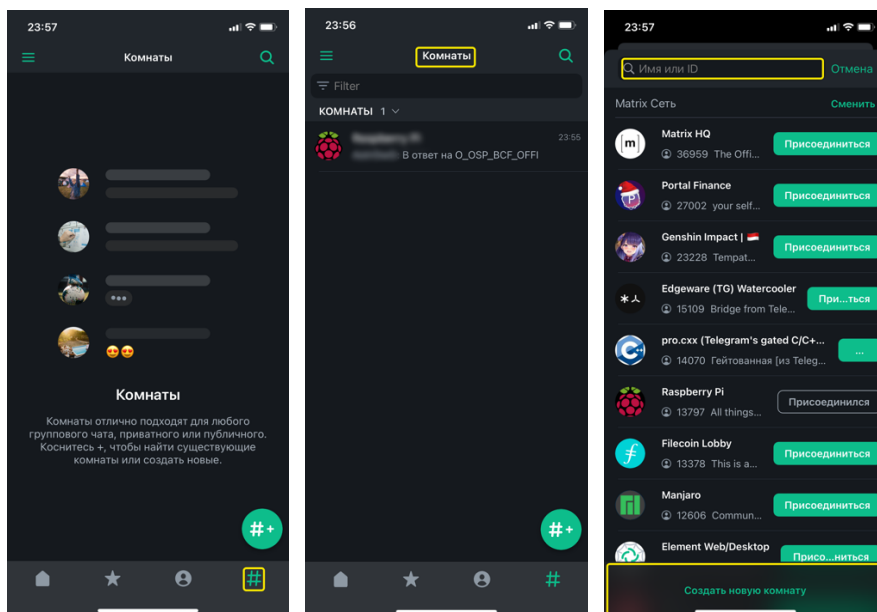 23:57
Комнаты
Комнаты
Комнаты отлично подходят для любого
группового чата, приватного или публичного.
Коснитесь +, чтобы найти существующие
комнаты или создать новые.
#+
#
23:56
Комнаты
Filter
КОМНАТЫ 1
23:55
В ответ на O_OSP_BCF_OFFI
#+
#
23:57
Имя или ID
Отмена
Matrix Сеть
Сменить
[m]
Matrix HQ
36959 The Offi...
Присоединиться
Portal Finance
27002 your self...
Присоединиться
Genshin Impact |
23228 Tempat...
Присоединиться
Edgeware (TG) Watercooler
15109 Bridge from Tele...
При...ться
pro.cxx (Telegram's gated C/C+...
14070 Гейтованная [из Teleg...
...
Raspberry Pi
13797 All things...
Присоединился
Filecoin Lobby
13378 This is a...
Присоединиться
Manjaro
12606 Commun...
Присоединиться
Element Web/Desktop
Присо...ниться
Создать новую комнату